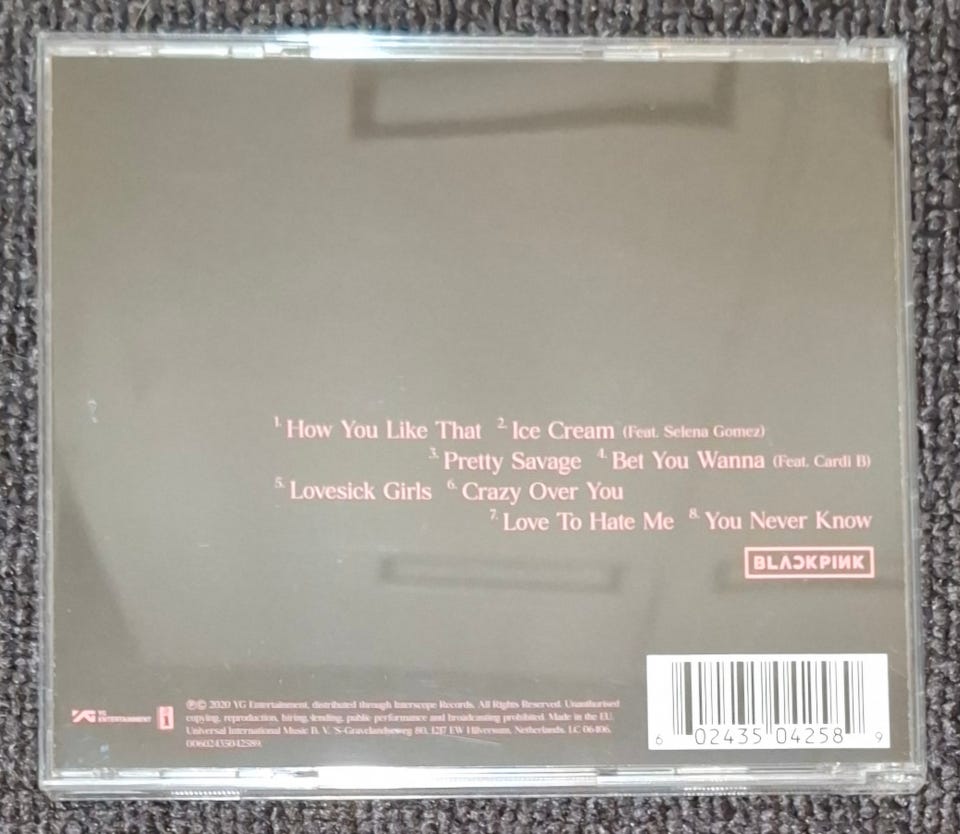 1. How You Like That 2. Ice Cream (Feat. Selena Gomez)
3. Pretty Savage 4. Bet You Wanna (Feat. Cardi B)
5. Lovesick Girls 6. Crazy Over You
7. Love To Hate Me 8. You Never Know
BLACKPINK
YG
YG ENTERTAINMENT
i
℗© 2020 YG Entertainment, distributed through Interscope Records. All Rights Reserved. Unauthorised
copying, reproduction, hiring, lending, public performance and broadcasting prohibited. Made in the EU.
Universal International Music B. V. 'S-Gravelandseweg 80, 1217 EW Hilversum, Netherlands. LC 06406.
00602435042589.
6 02435 04258 9